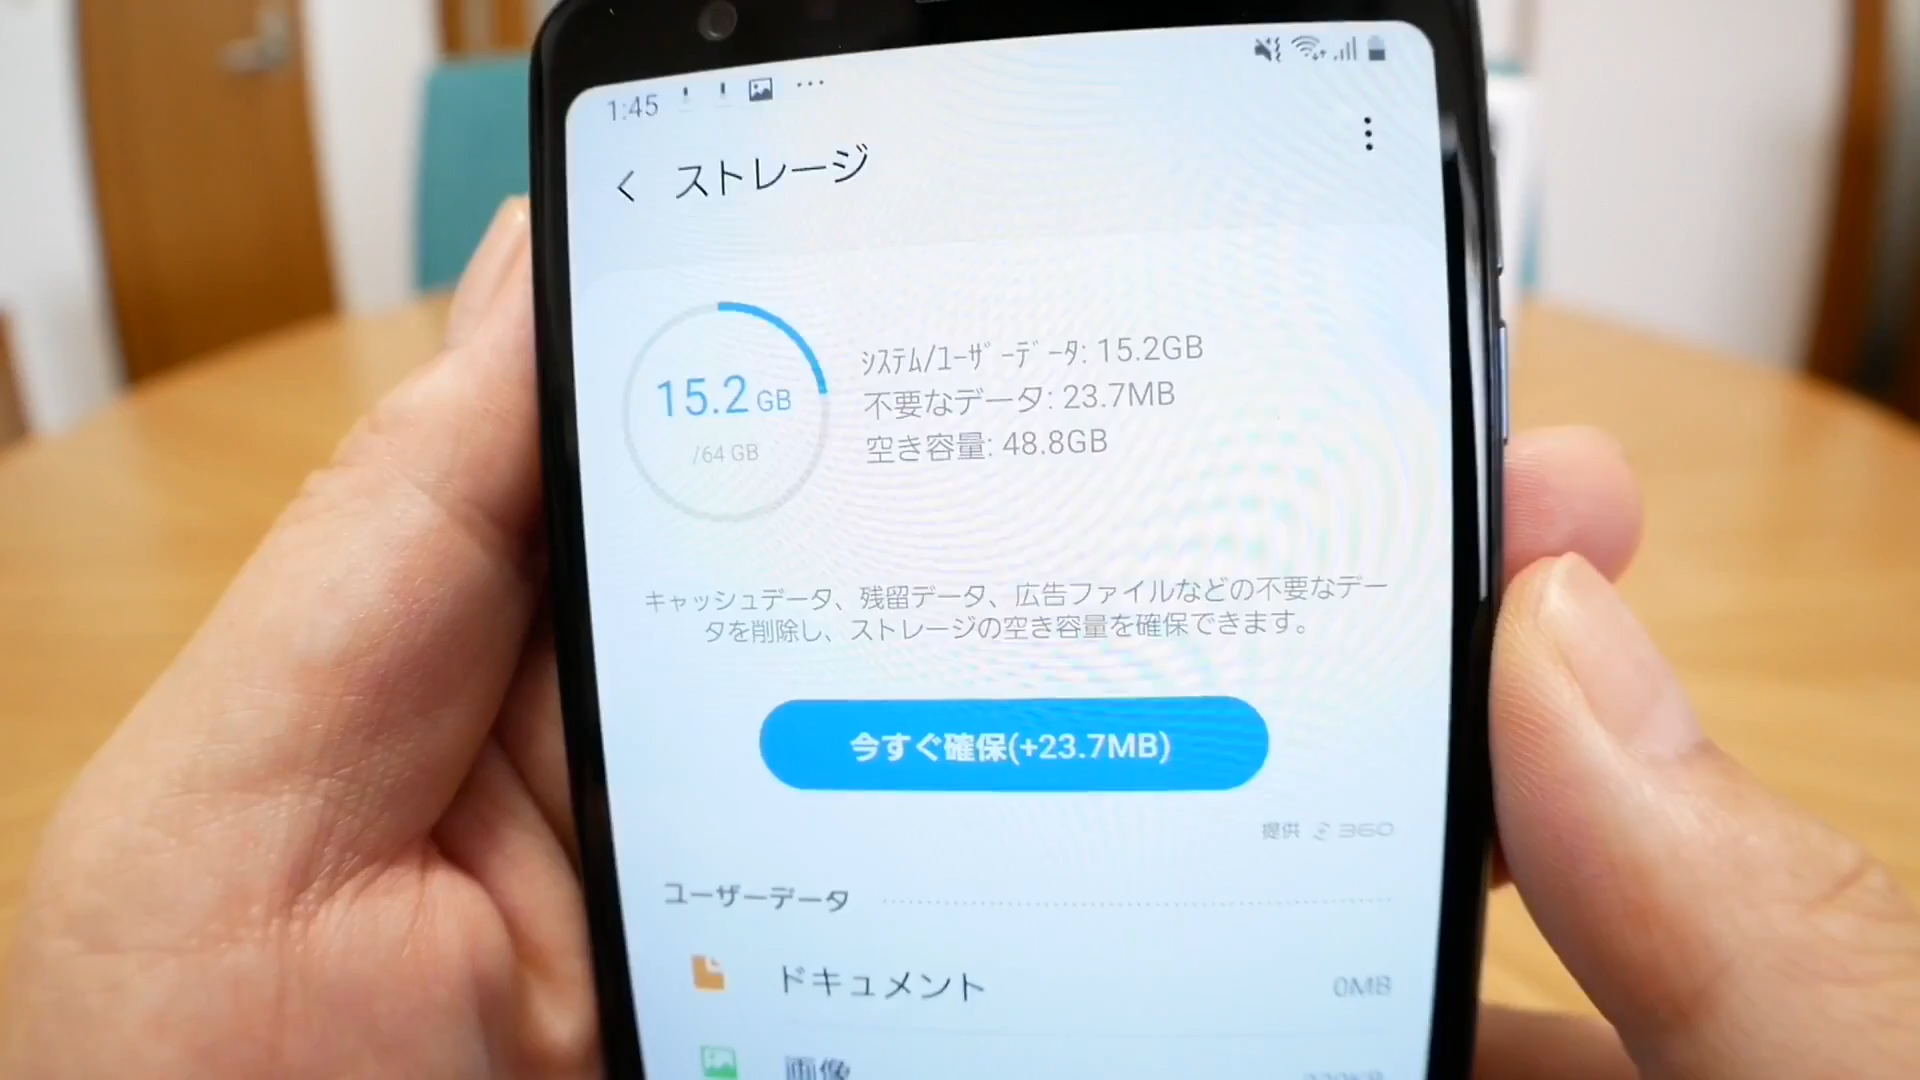 1:45
ストレージ
15.2 GB
/64 GB
システム/ユーザーデータ: 15.2GB
不要なデータ: 23.7MB
空き容量: 48.8GB
キャッシュデータ、残留データ、広告ファイルなどの不要なデー
タを削除し、ストレージの空き容量を確保できます。
今すぐ確保(+23.7MB)
提供 360
ユーザーデータ
ドキュメント 0MB
画像